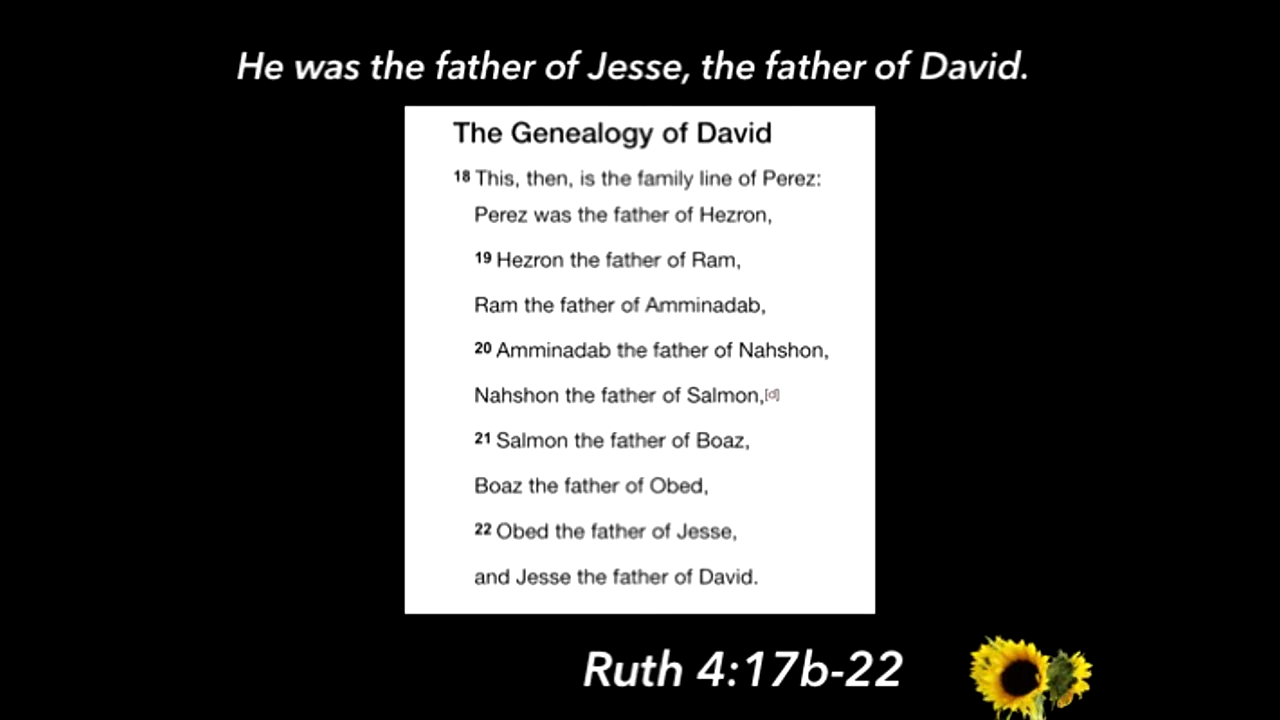 He was the father of Jesse, the father of David.
The Genealogy of David
18 This, then, is the family line of Perez:
Perez was the father of Hezron,
19 Hezron the father of Ram,
Ram the father of Amminadab,
20 Amminadab the father of Nahshon,
Nahshon the father of Salmon,[d]
21 Salmon the father of Boaz,
Boaz the father of Obed,
22 Obed the father of Jesse,
and Jesse the father of David.
Ruth 4:17b-22